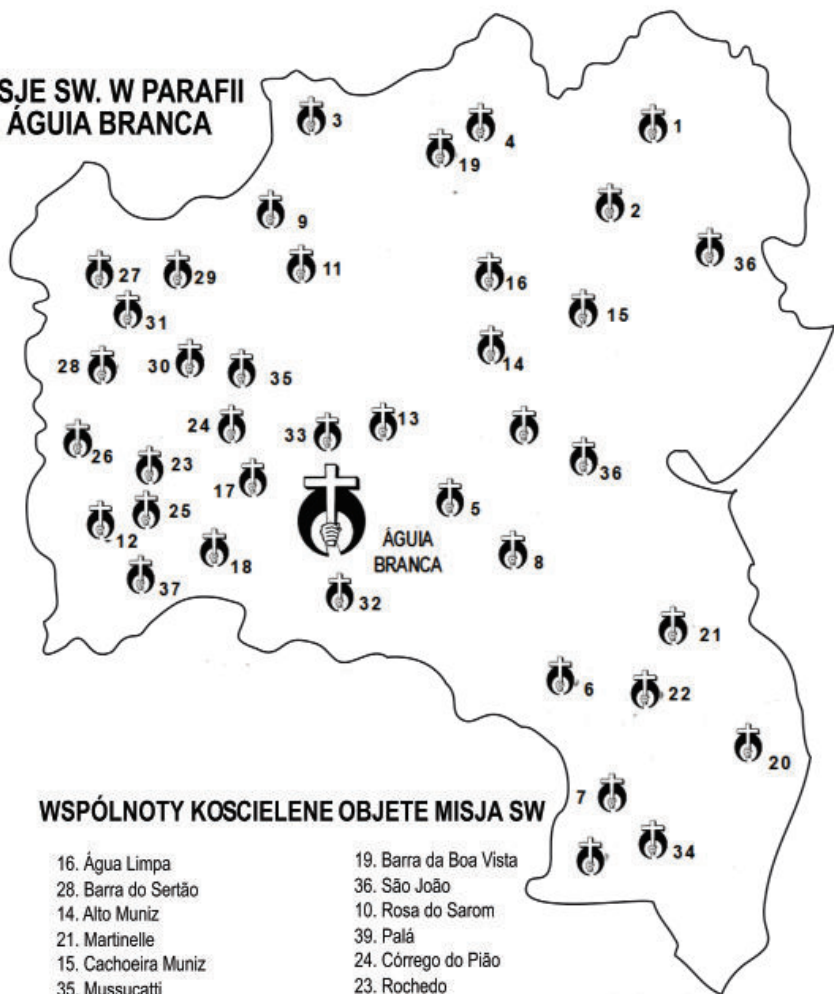 SJE SW. W PARAFII
ÁGUIA BRANCA
3
4
1
19
2
9
36
27
29
11
16
31
15
14
28
30
35
24
33
13
36
26
23
17
5
25
12
18
ÁGUIA
BRANCA
8
37
32
21
6
22
20
7
34
WSPÓLNOTY KOSCIELENE OBJETE MISJA SW
16. Água Limpa
28. Barra do Sertão
14. Alto Muniz
21. Martinelle
15. Cachoeira Muniz
35. Mussucatti
19. Barra da Boa Vista
36. São João
10. Rosa do Sarom
39. Palá
24. Córrego do Pião
23. Rochedo